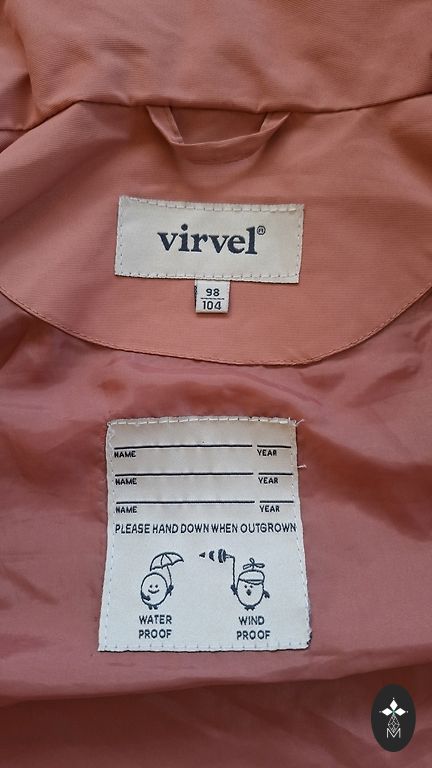 virvel®
98
104
NAME YEAR
NAME YEAR
NAME YEAR
PLEASE HAND DOWN WHEN OUTGROWN
WATER PROOF
WIND PROOF
M